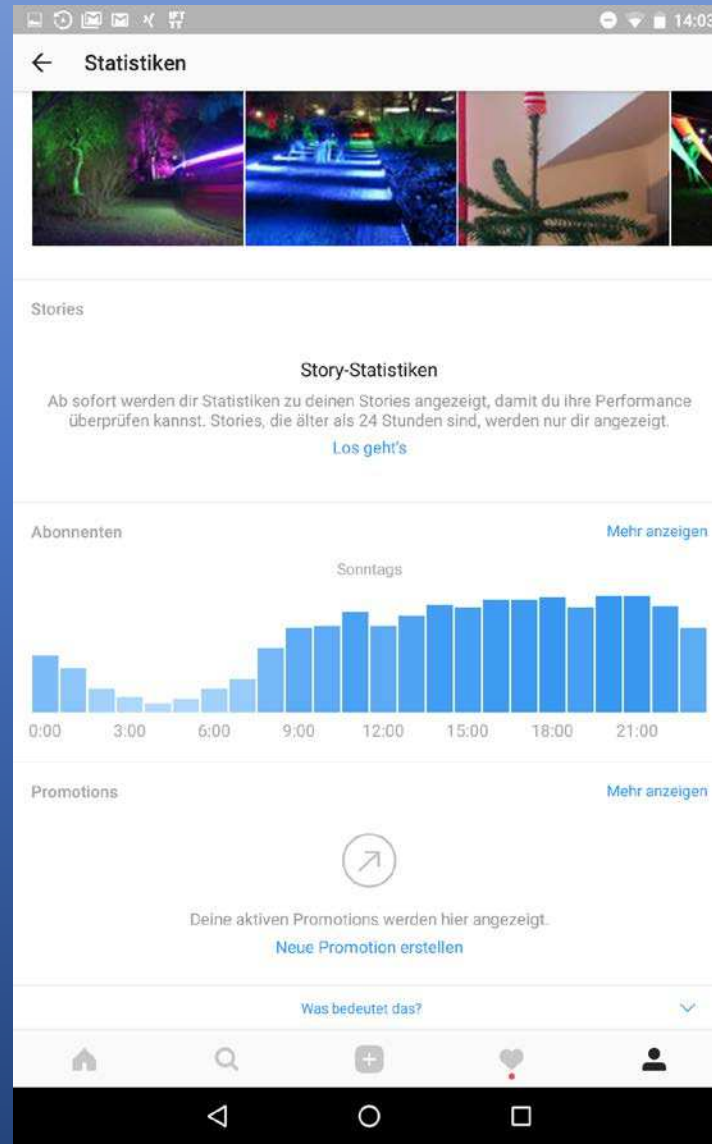 IFTTT
14:03
Statistiken
Stories
Story-Statistiken
Ab sofort werden dir Statistiken zu deinen Stories angezeigt, damit du ihre Performance
überprüfen kannst. Stories, die älter als 24 Stunden sind, werden nur dir angezeigt.
Los geht's
Abonnenten Mehr anzeigen
Sonntags
0:00 3:00 6:00 9:00 12:00 15:00 18:00 21:00
Promotions Mehr anzeigen
Deine aktiven Promotions werden hier angezeigt.
Neue Promotion erstellen
Was bedeutet das?